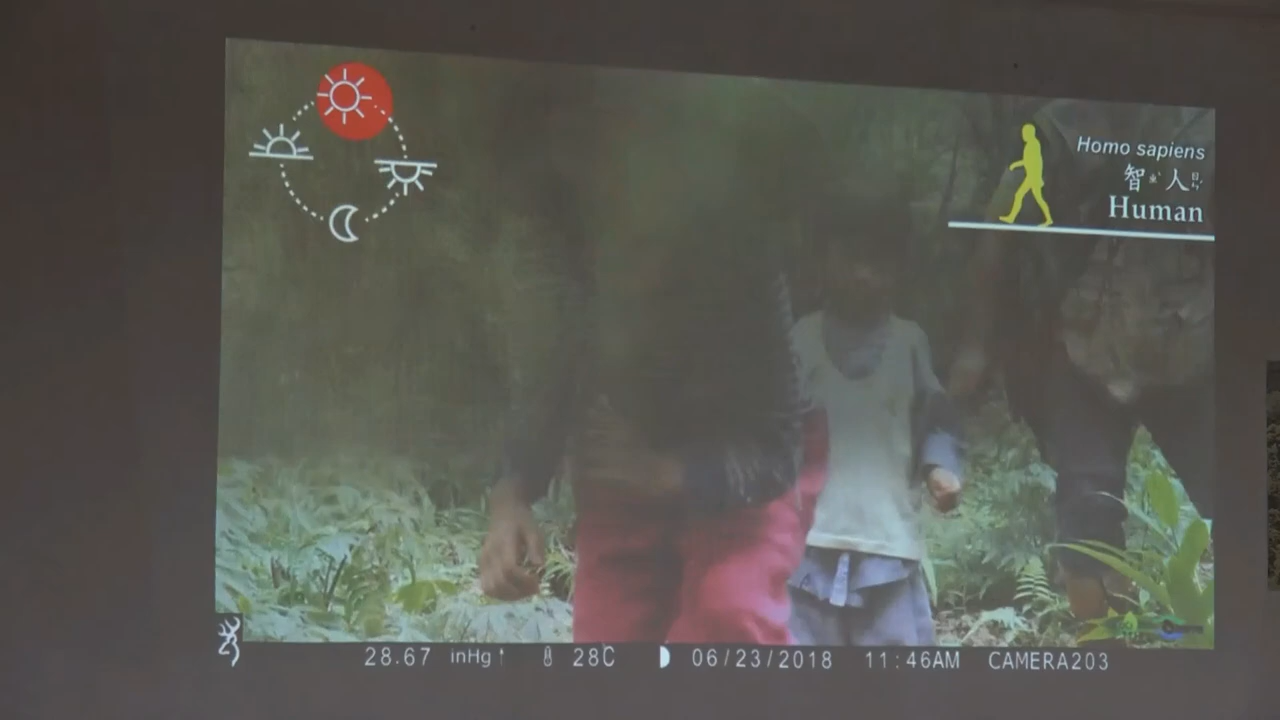 Homo sapiens
智人
Human
28.67 inHg 28C 06/23/2018 11:46AM CAMERA203